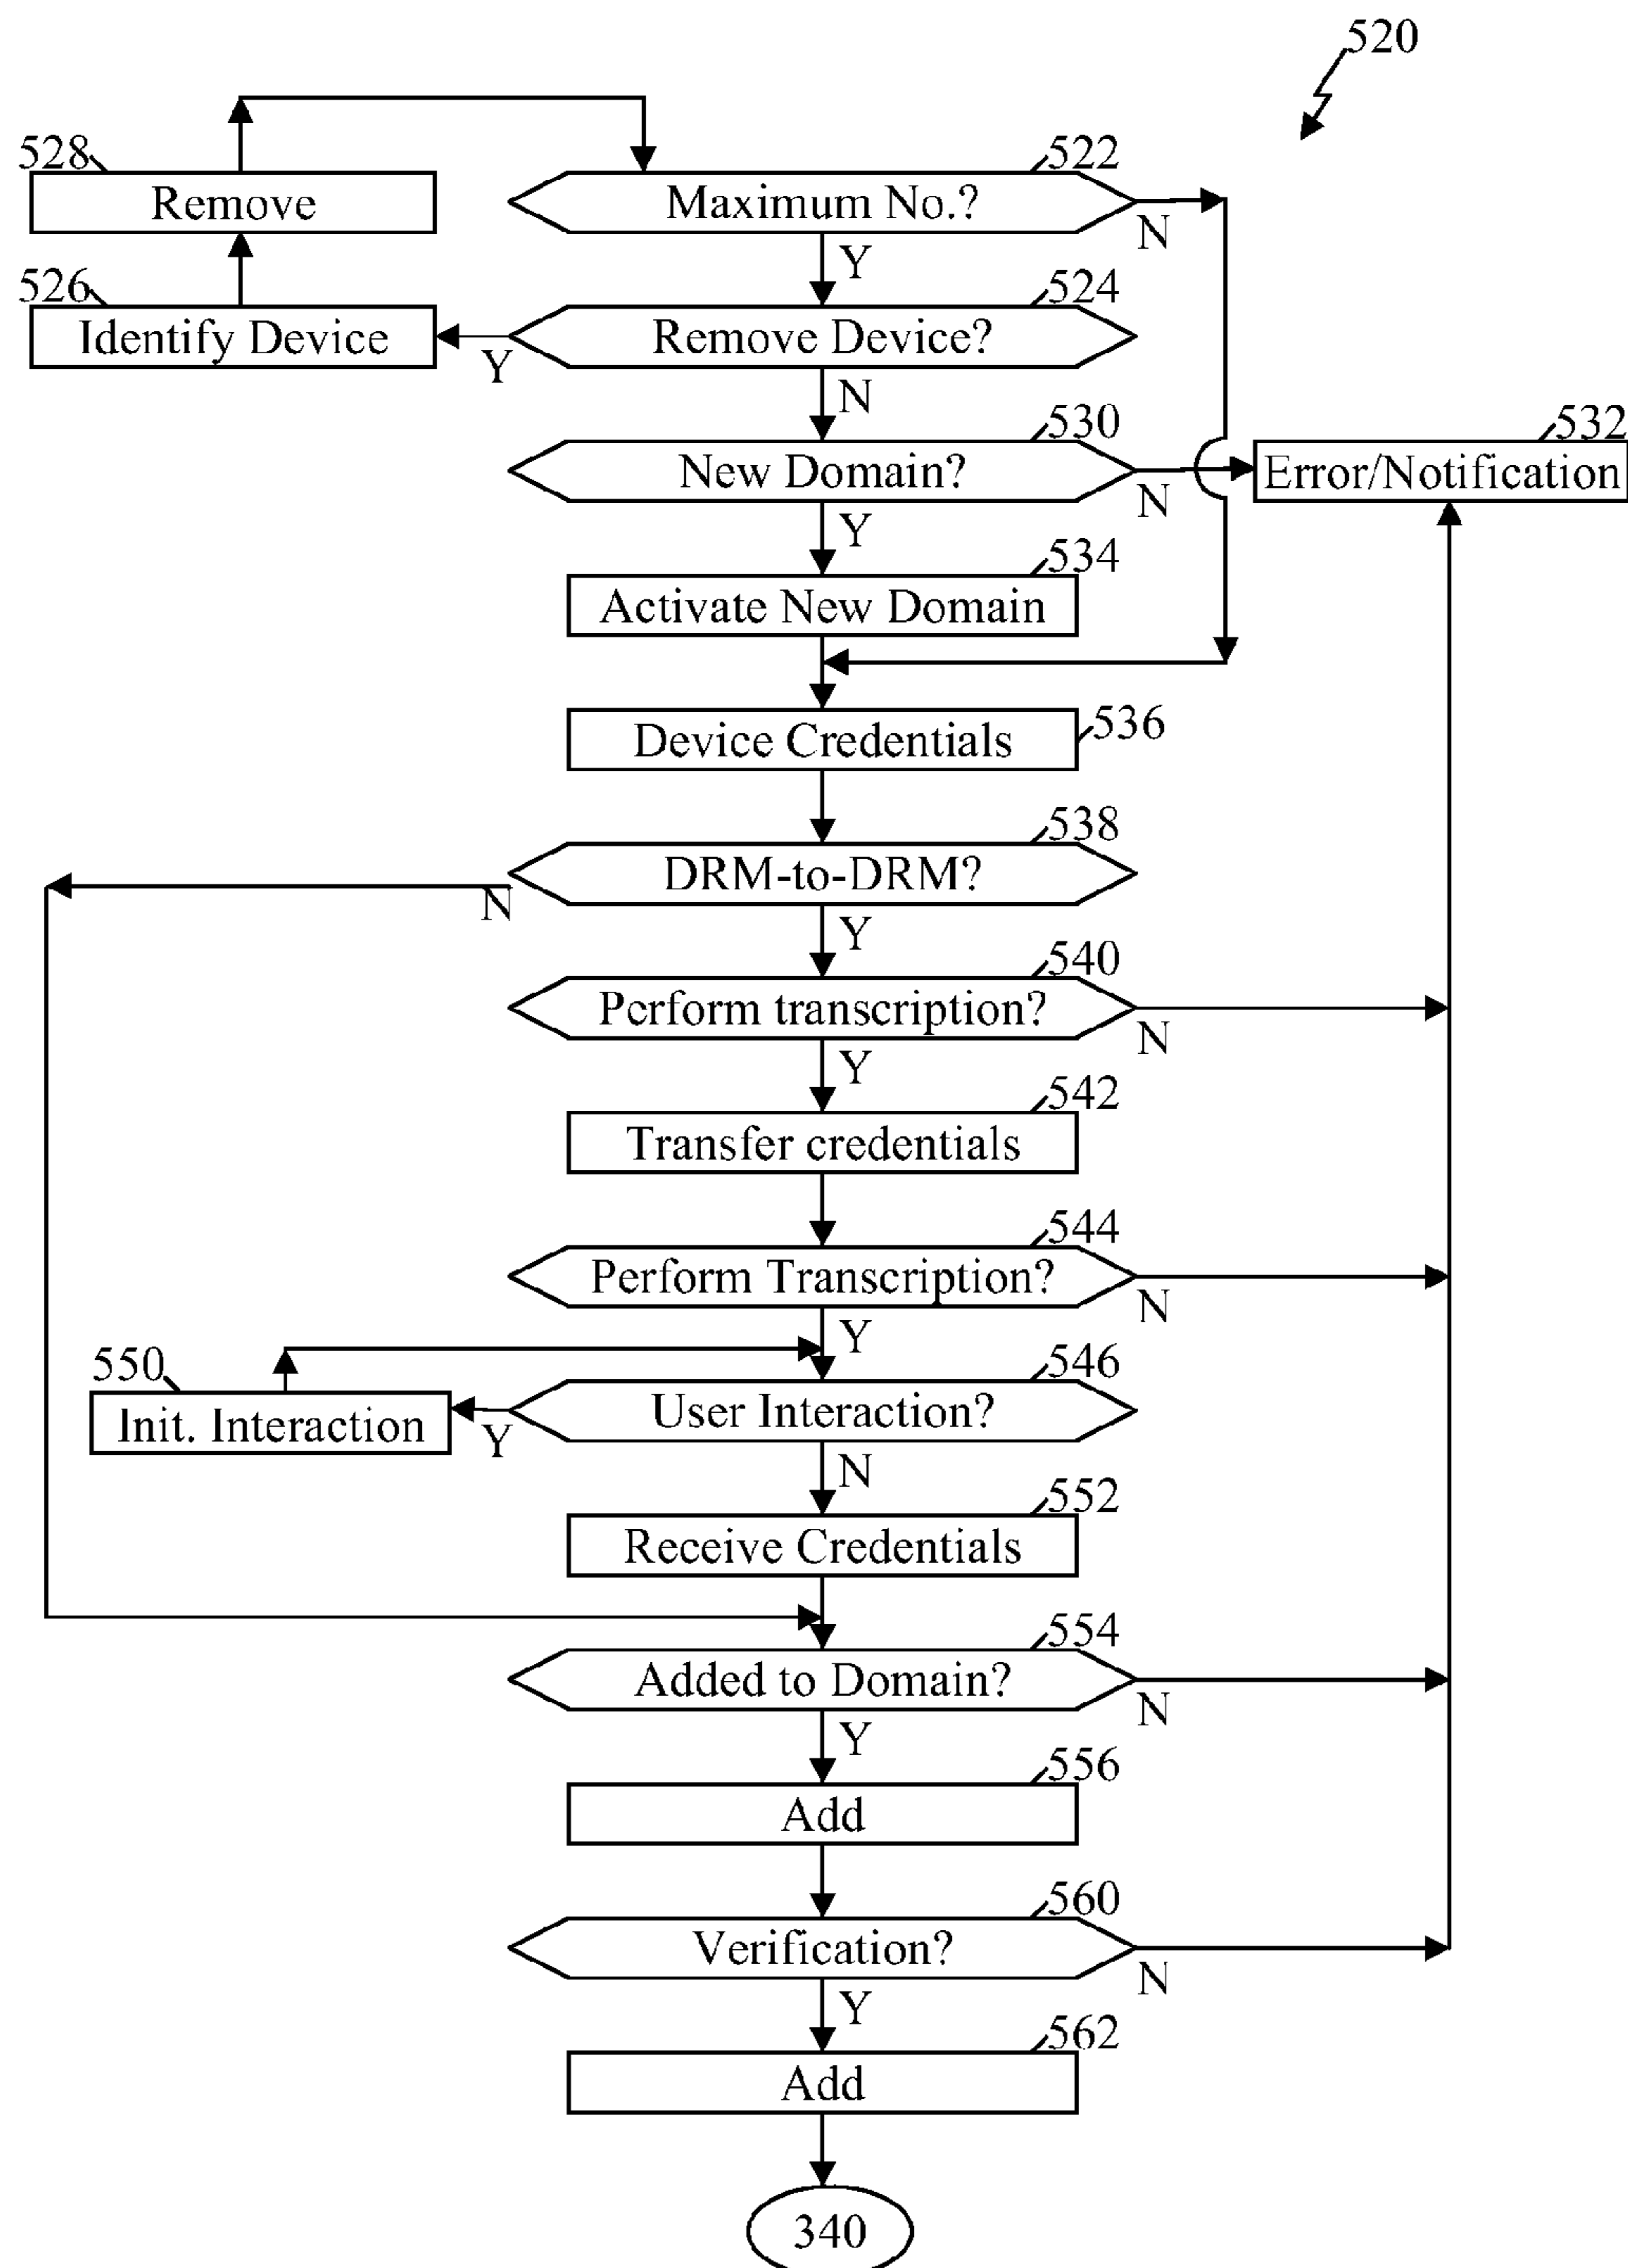 520
528
522
Remove
Maximum No.?
N
Y
526
524
Identify Device
Remove Device?
Y
N
530
532
New Domain?
Error/Notification
N
Y
534
Activate New Domain
Device Credentials
536
538
DRM-to-DRM?
N
Y
540
Perform transcription?
N
Y
542
Transfer credentials
544
Perform Transcription?
N
Y
550
546
User Interaction?
Init. Interaction
Y
N
552
Receive Credentials
554
Added to Domain?
N
Y
556
Add
560
Verification?
N
Y
562
Add
340